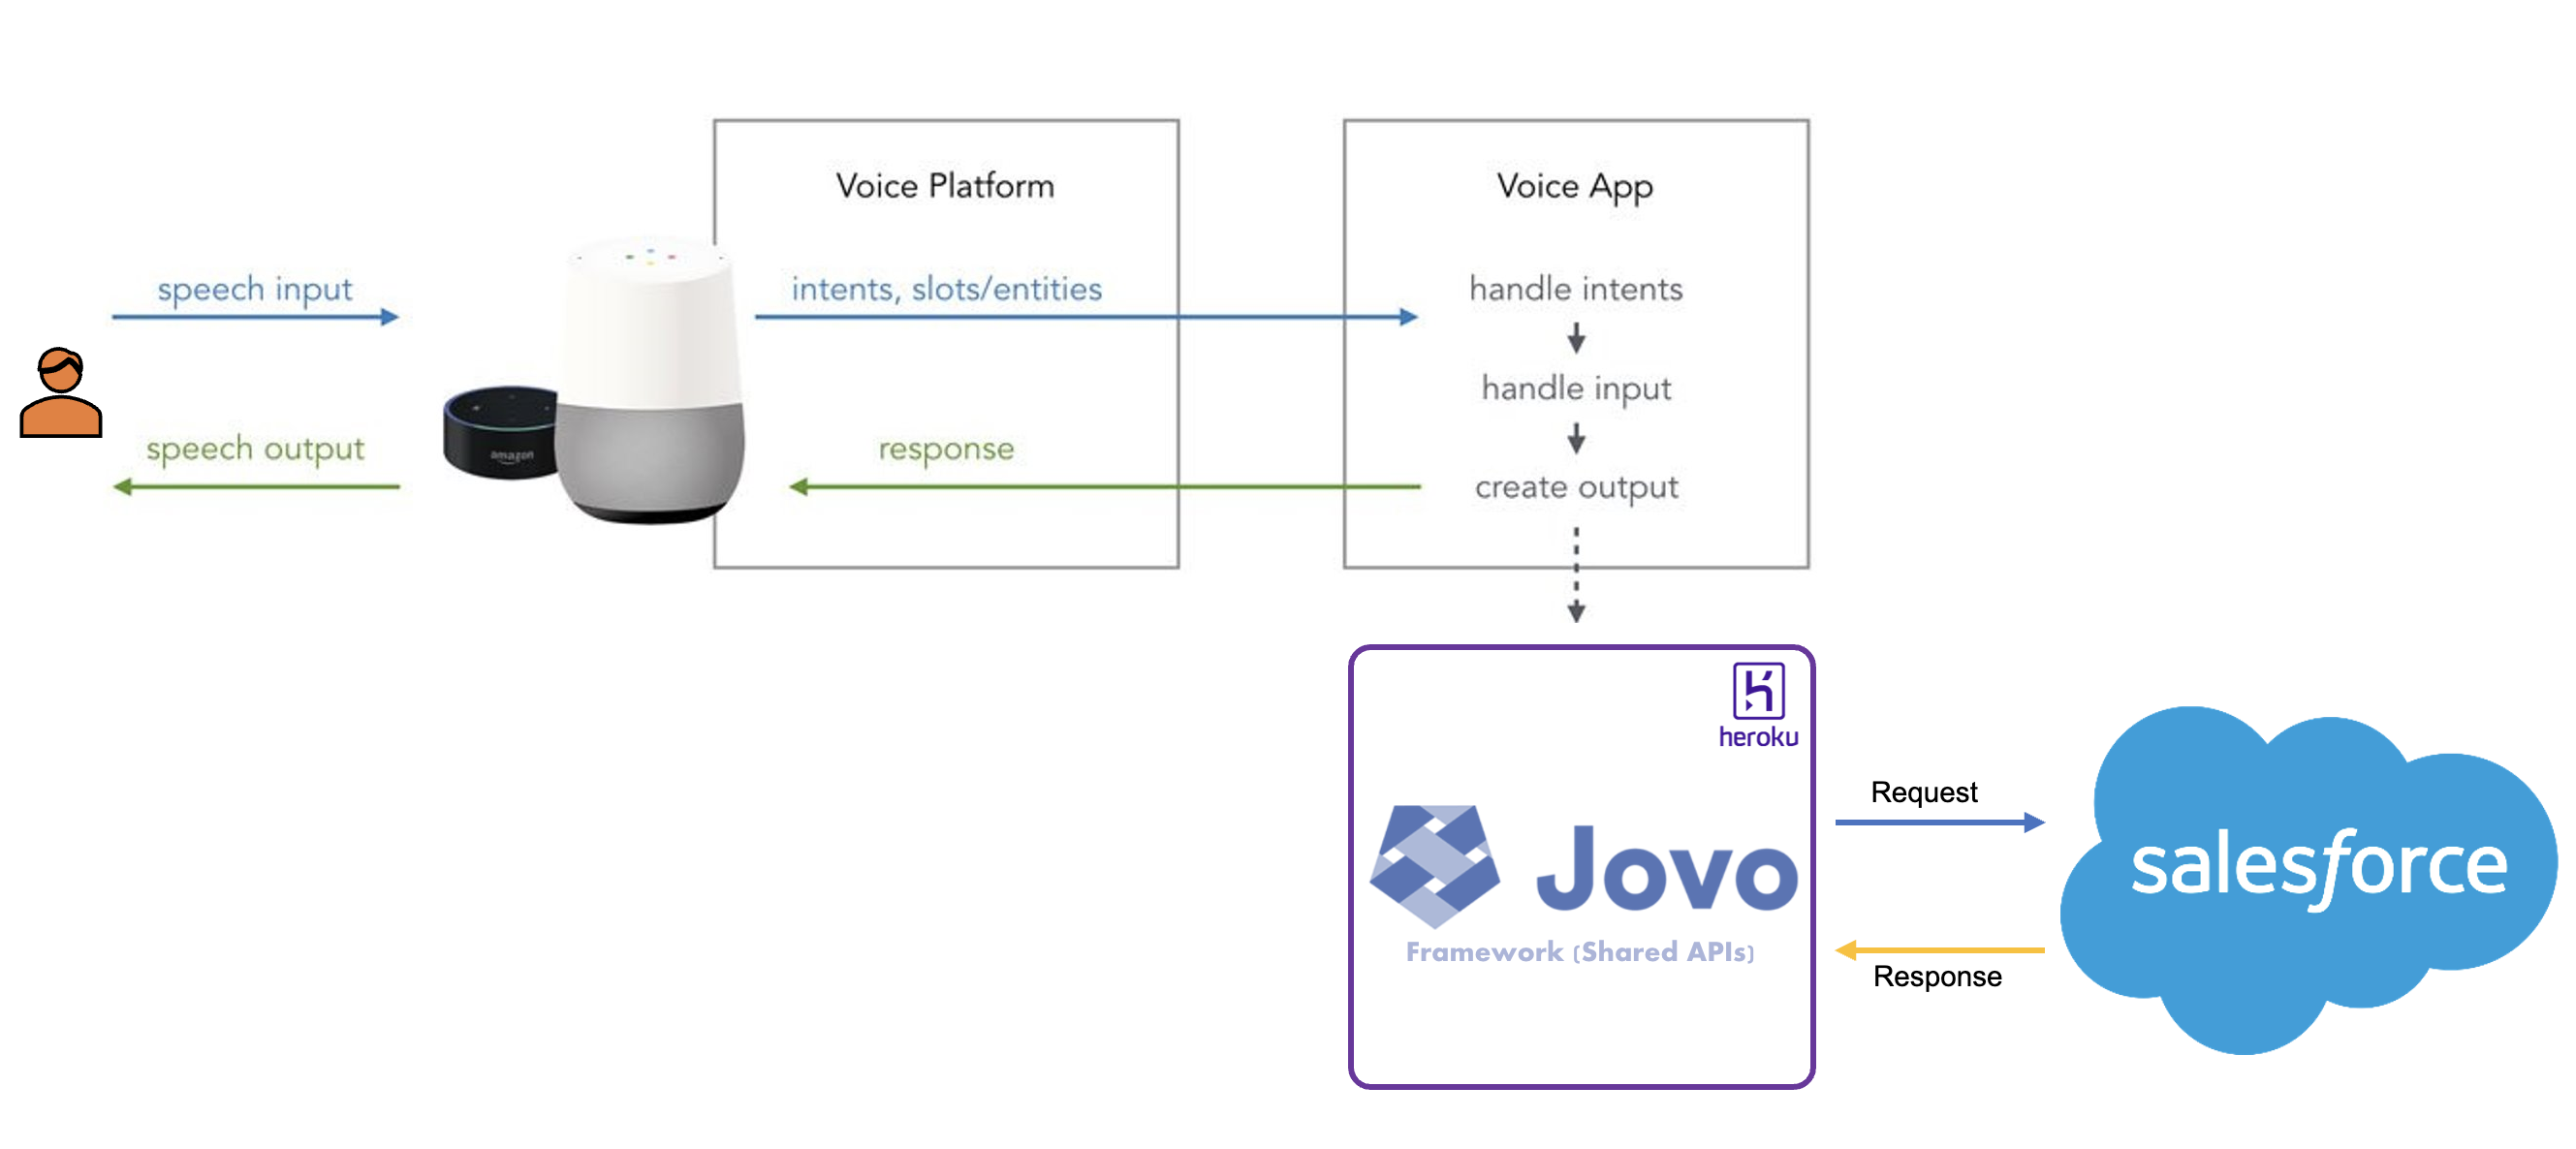 Voice Platform
Voice App
speech input
intents, slots/entities
handle intents
handle input
amazon
speech output
response
create output
heroku
Jovo
Framework (Shared APIs)
Request
salesforce
Response